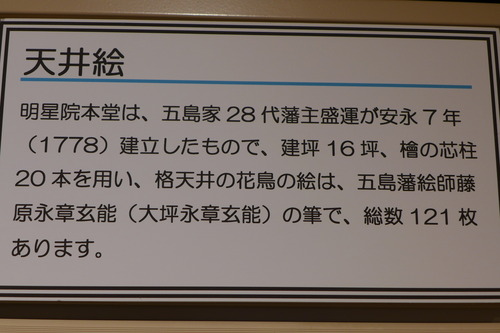 天井絵
明星院本堂は、五島家28代藩主盛運が安永7年
（1778）建立したもので、建坪16坪、檜の芯柱
20本を用い、格天井の花鳥の絵は、五島藩絵師藤
原永章玄能（大坪永章玄能）の筆で、総数121枚
あります。